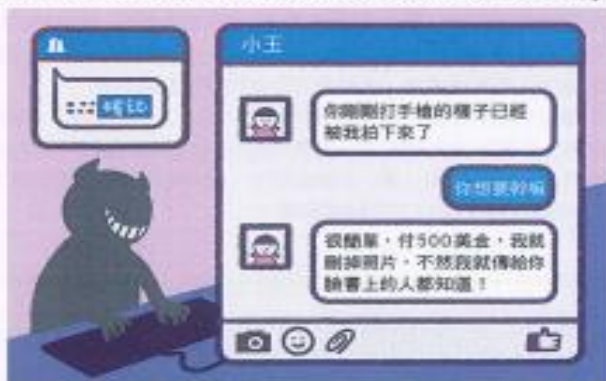 小王
你剛剛打手槍的樣子已經
被我拍下來了
你想要幹嘛
很簡單,付500美金,我就
刪掉照片,不然我就傳給你
臉書上的人都知道!